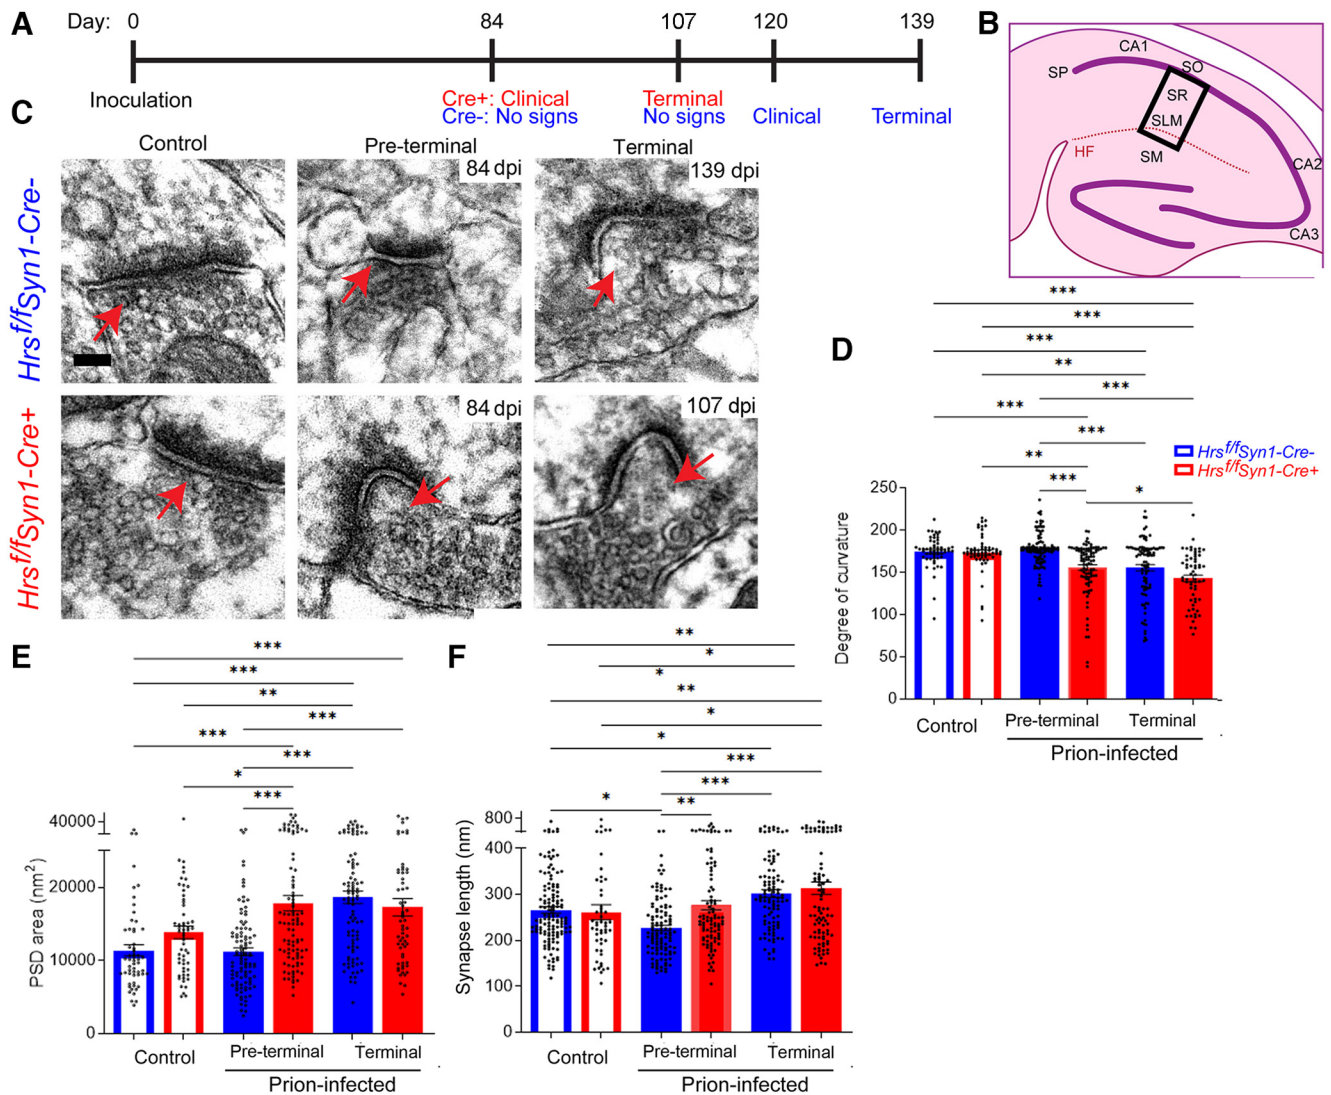 A
Day: 0 84 107 120 139
Inoculation
Cre+: Clinical Terminal
Cre-: No signs No signs Clinical Terminal
B
CA1
SO
SP
SR
SLM
HF
SM
CA2
CA3
C
Control Pre-terminal Terminal
84 dpi 139 dpi
Hrsf/fSyn1-Cre-
84 dpi 107 dpi
Hrsf/fSyn1-Cre+
D
***
***
***
**
***
***
***
**
***
*
Hrsf/fSyn1-Cre-
Hrsf/fSyn1-Cre+
Degree of curvature
250
200
150
100
50
0
Control Pre-terminal Terminal
Prion-infected
E
***
***
**
***
***
***
*
***
PSD area (nm2)
40000
20000
10000
0
Control Pre-terminal Terminal
Prion-infected
F
**
*
*
**
*
*
***
***
*
**
Synapse length (nm)
800
400
300
200
100
0
Control Pre-terminal Terminal
Prion-infected